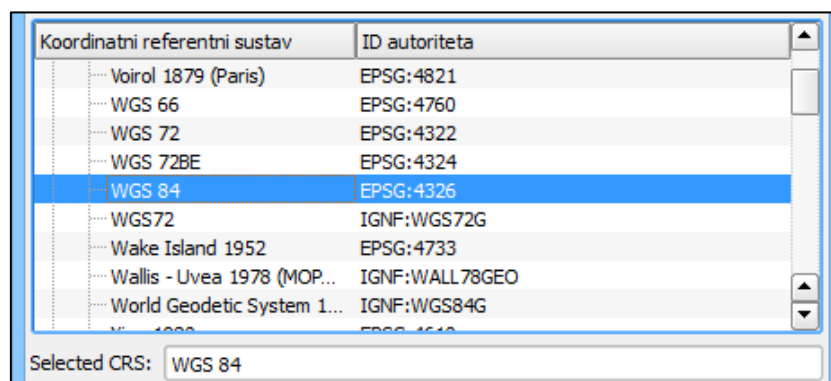 Koordinatni referentni sustav ID autoriteta
Voirol 1879 (Paris) EPSG:4821
WGS 66 EPSG:4760
WGS 72 EPSG:4322
WGS 72BE EPSG:4324
WGS 84 EPSG:4326
WGS72 IGNF:WGS72G
Wake Island 1952 EPSG:4733
Wallis - Uvea 1978 (MOP... IGNF:WALL78GEO
World Geodetic System 1... IGNF:WGS84G
Selected CRS: WGS 84